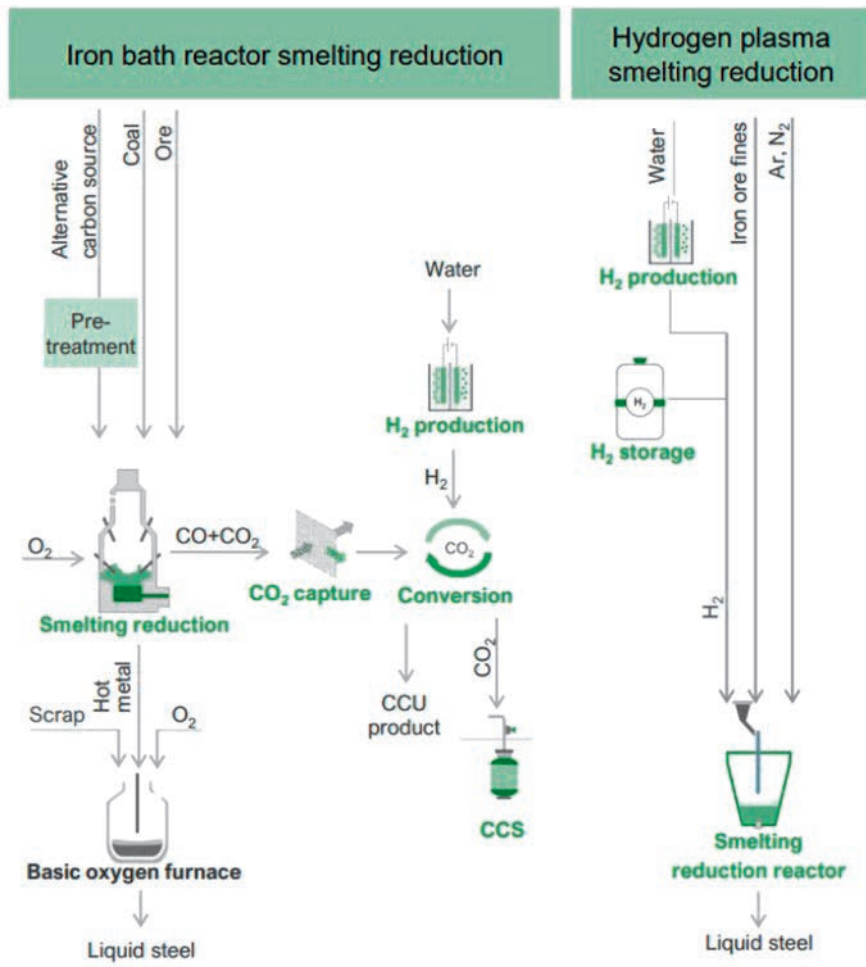 Iron bath reactor smelting reduction
Alternative
carbon source
Coal
Ore
Pre-
treatment
Water
H₂ production
H₂
O₂
CO+CO₂
CO₂
Smelting reduction
CO₂ capture
Conversion
Hot
metal
Scrap
O₂
CCU
product
CO₂
CCS
Basic oxygen furnace
Liquid steel
Hydrogen plasma
smelting reduction
Water
Iron ore fines
Ar, N₂
H₂ production
H₂
H₂ storage
H₂
Smelting
reduction reactor
Liquid steel